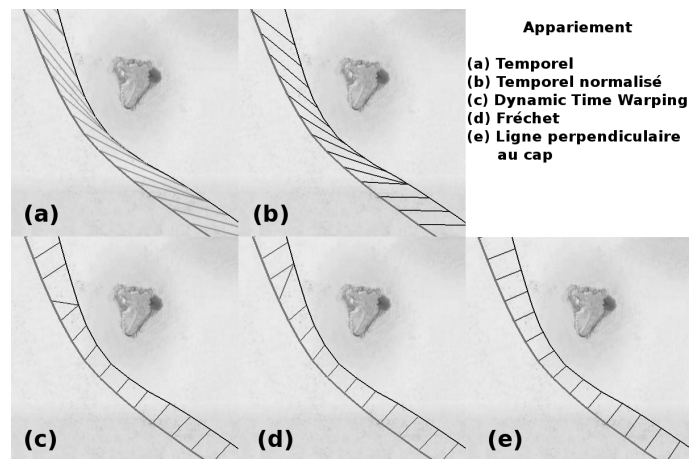 Appariement
(a) Temporel
(b) Temporel normalisé
(c) Dynamic Time Warping
(d) Fréchet
(e) Ligne perpendiculaire
au cap
(a)
(b)
(c)
(d)
(e)